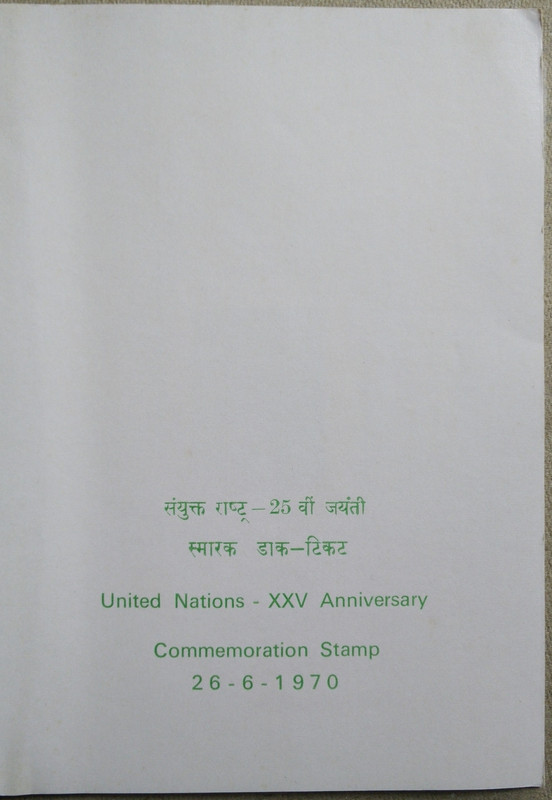 संयुक्त राष्ट्र – 25 वीं जयंती
स्मारक डाक–टिकट
United Nations - XXV Anniversary
Commemoration Stamp
26-6-1970